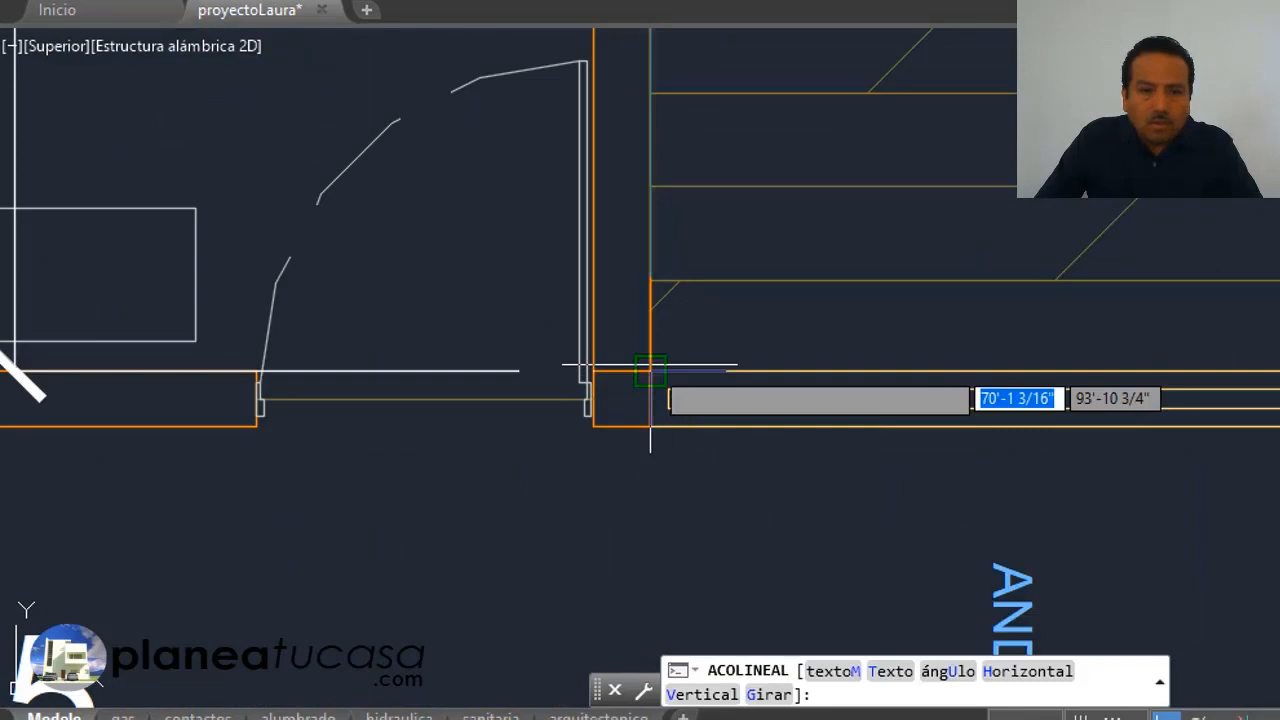 Inicio
proyectoLaura*
[−][Superior][Estructura alámbrica 2D]
70'-1 3/16" 93'-10 3/4"
AND
Y
planeatucasa
.com
ACOLINEAL [textoM Texto ángUlo Horizontal
Vertical Girar]:
Modelo gas contactos alumbrado hidraulica sanitaria arquitectonico